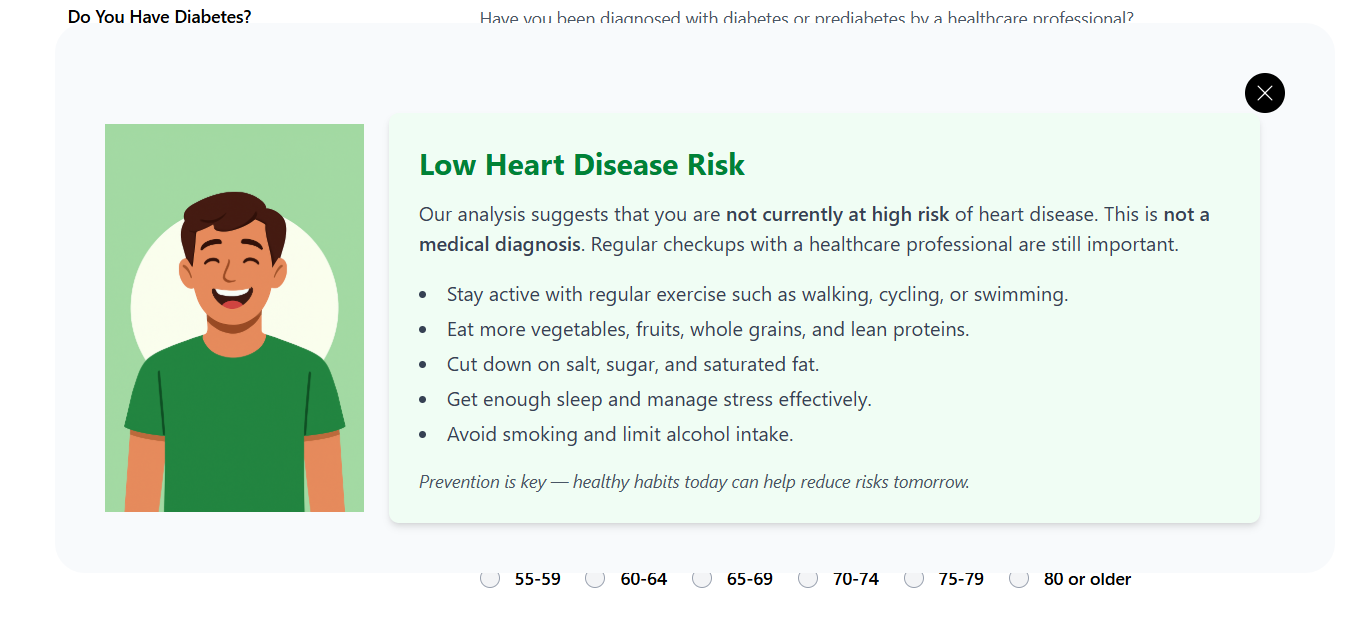 Do You Have Diabetes?
Have you been diagnosed with diabetes or prediabetes by a healthcare professional?
Low Heart Disease Risk
Our analysis suggests that you are not currently at high risk of heart disease. This is not a
medical diagnosis. Regular checkups with a healthcare professional are still important.
• Stay active with regular exercise such as walking, cycling, or swimming.
• Eat more vegetables, fruits, whole grains, and lean proteins.
• Cut down on salt, sugar, and saturated fat.
• Get enough sleep and manage stress effectively.
• Avoid smoking and limit alcohol intake.
Prevention is key — healthy habits today can help reduce risks tomorrow.
55-59 60-64 65-69 70-74 75-79 80 or older